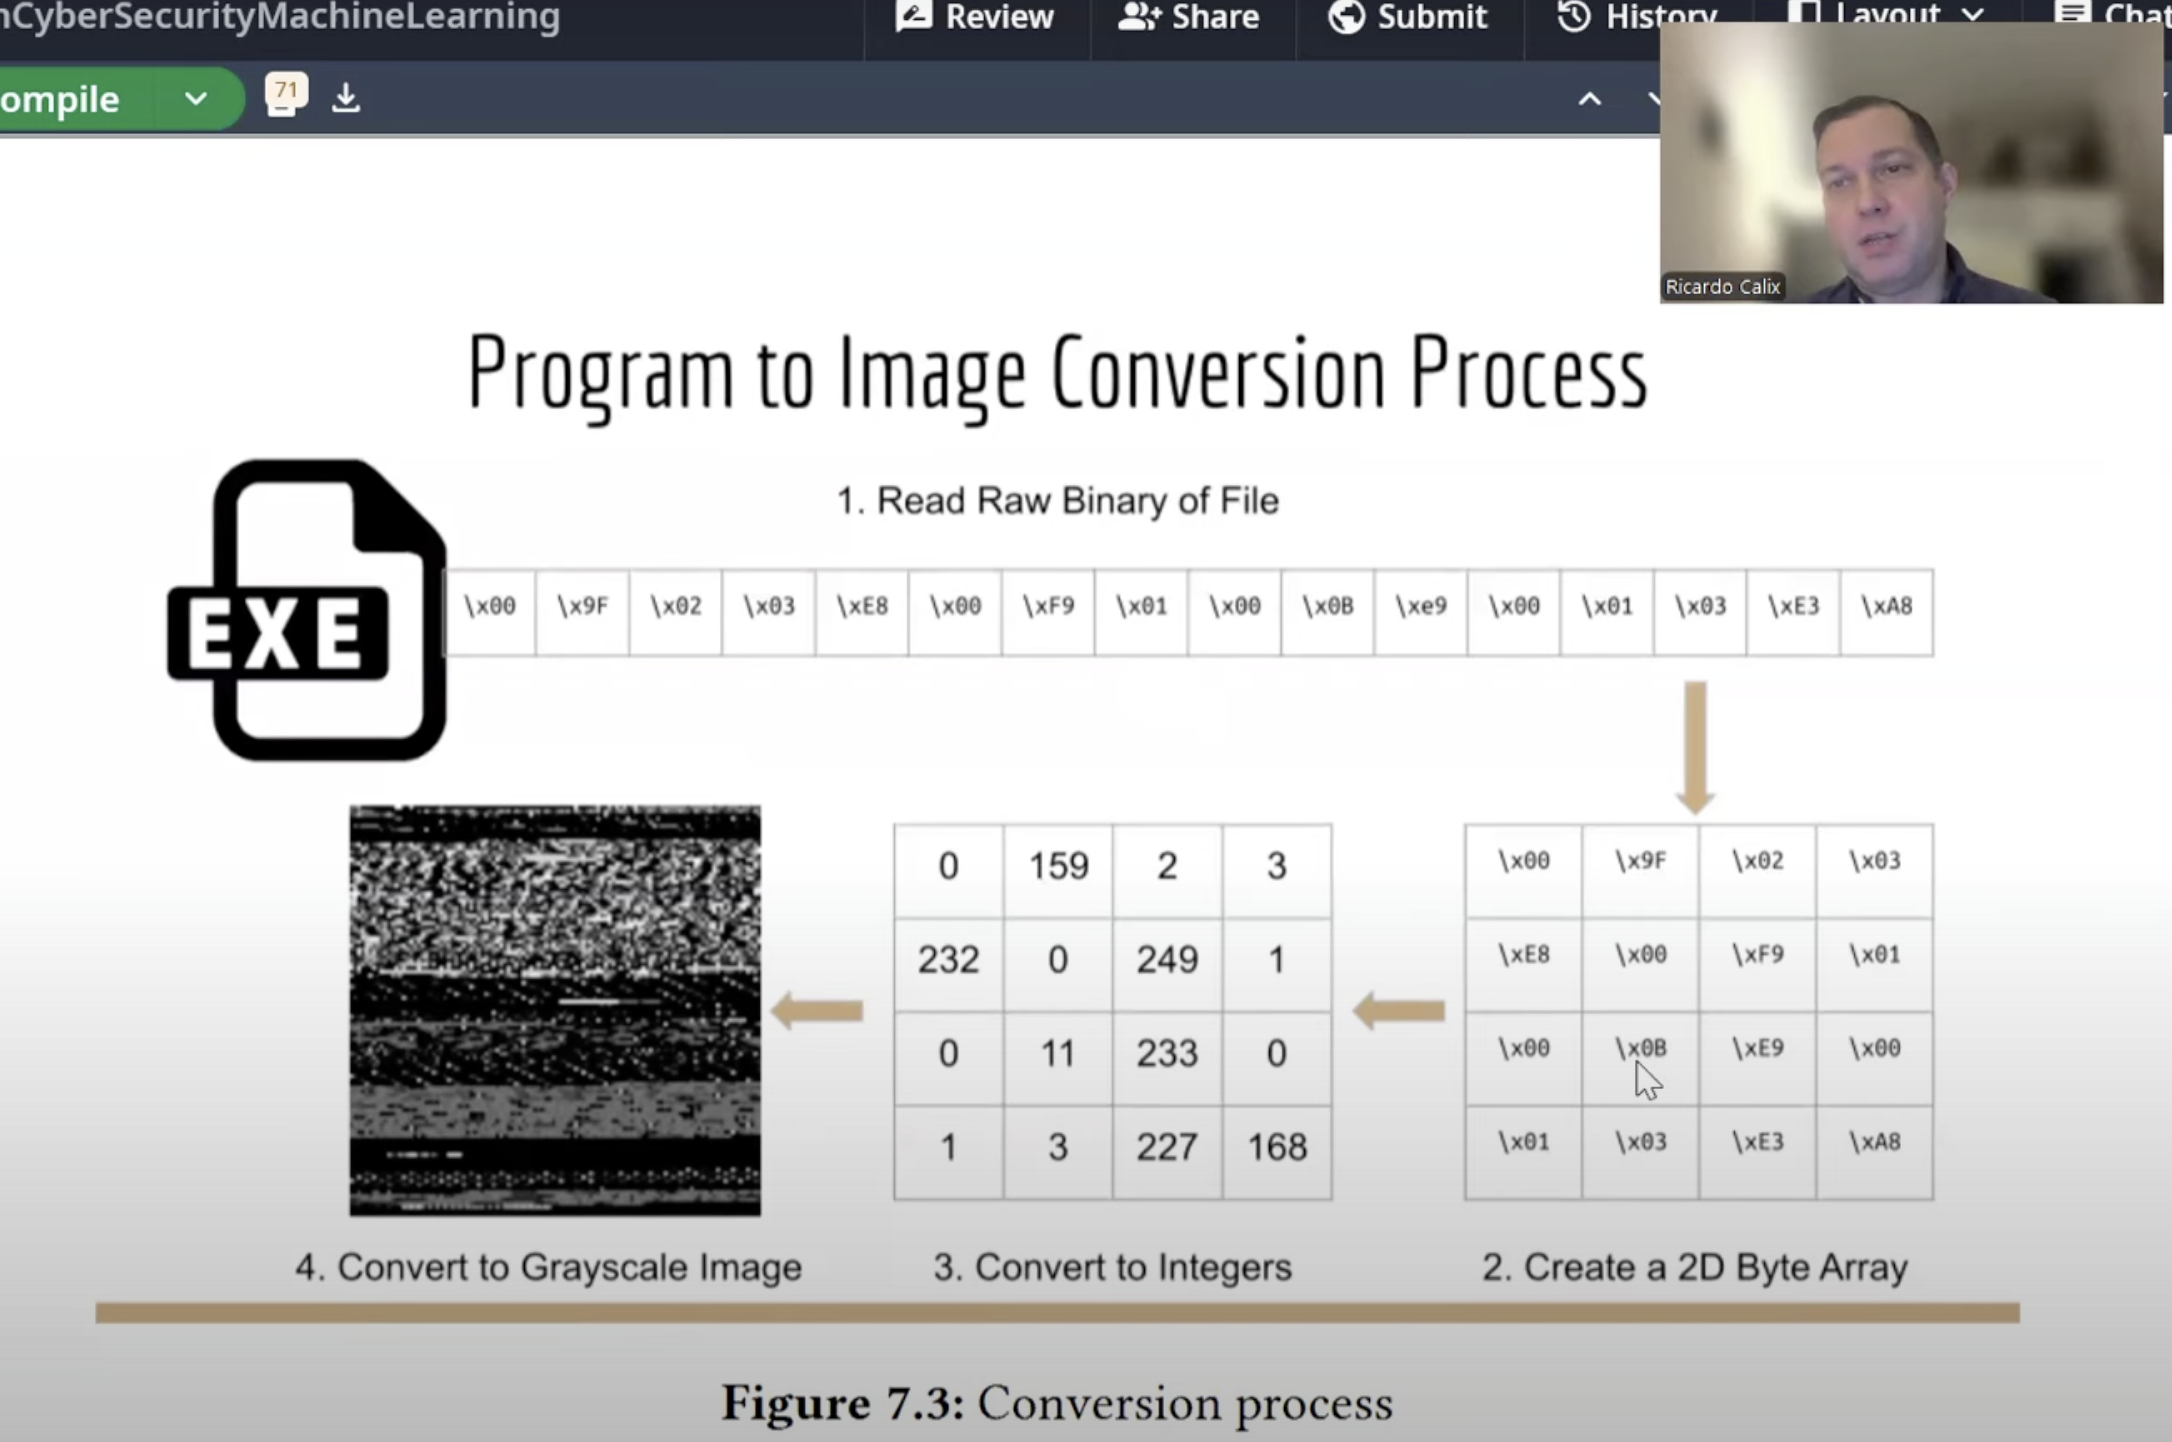 nCyberSecurityMachineLearning
Review Share Submit History Layout Chat
ompile 71
Ricardo Calix
Program to Image Conversion Process
1. Read Raw Binary of File
EXE
\x00 \x9F \x02 \x03 \xE8 \x00 \xF9 \x01 \x00 \x0B \xe9 \x00 \x01 \x03 \xE3 \xA8
0 159 2 3
232 0 249 1
0 11 233 0
1 3 227 168
\x00 \x9F \x02 \x03
\xE8 \x00 \xF9 \x01
\x00 \x0B \xE9 \x00
\x01 \x03 \xE3 \xA8
4. Convert to Grayscale Image
3. Convert to Integers
2. Create a 2D Byte Array
Figure 7.3: Conversion process